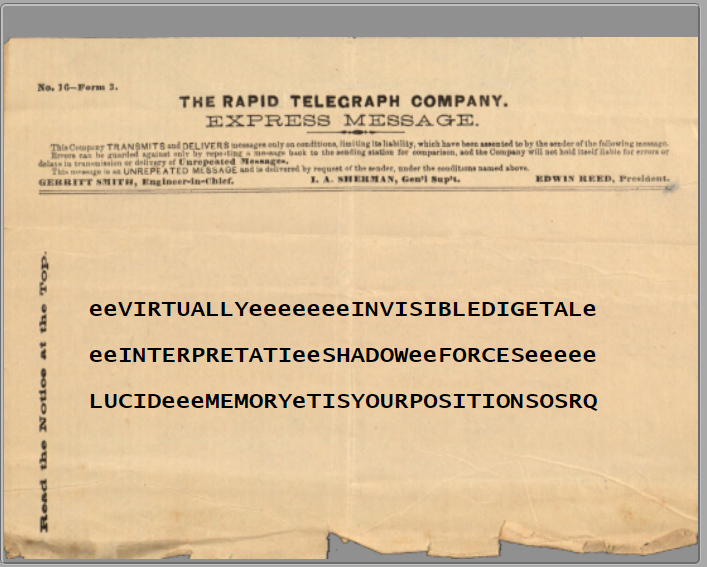 No. 16—Form 2.
THE RAPID TELEGRAPH COMPANY.
EXPRESS MESSAGE.
This Company TRANSMITS and DELIVERS messages only on conditions, limiting its liability, which have been assented to by the sender of the following message.
Errors can be guarded against only by repeating a message back to the sending station for comparison, and the Company will not hold itself liable for errors or
delays in transmission or delivery of Unrepeated Messages.
This message is an UNREPEATED MESSAGE and is delivered by request of the sender, under the conditions named above.
GERRITT SMITH, Engineer-in-Chief. I. A. SHERMAN, Gen'l Sup't. EDWIN REED, President.
Read the Notice at the Top.
eeVIRTUALLYeeeeeeeINVISIBLEDIGETALe
eeINTERPRETATIeeSHADOWeeFORCESeeeee
LUCIDeeeMEMORYeTISYOURPOSITIONSOSRQ